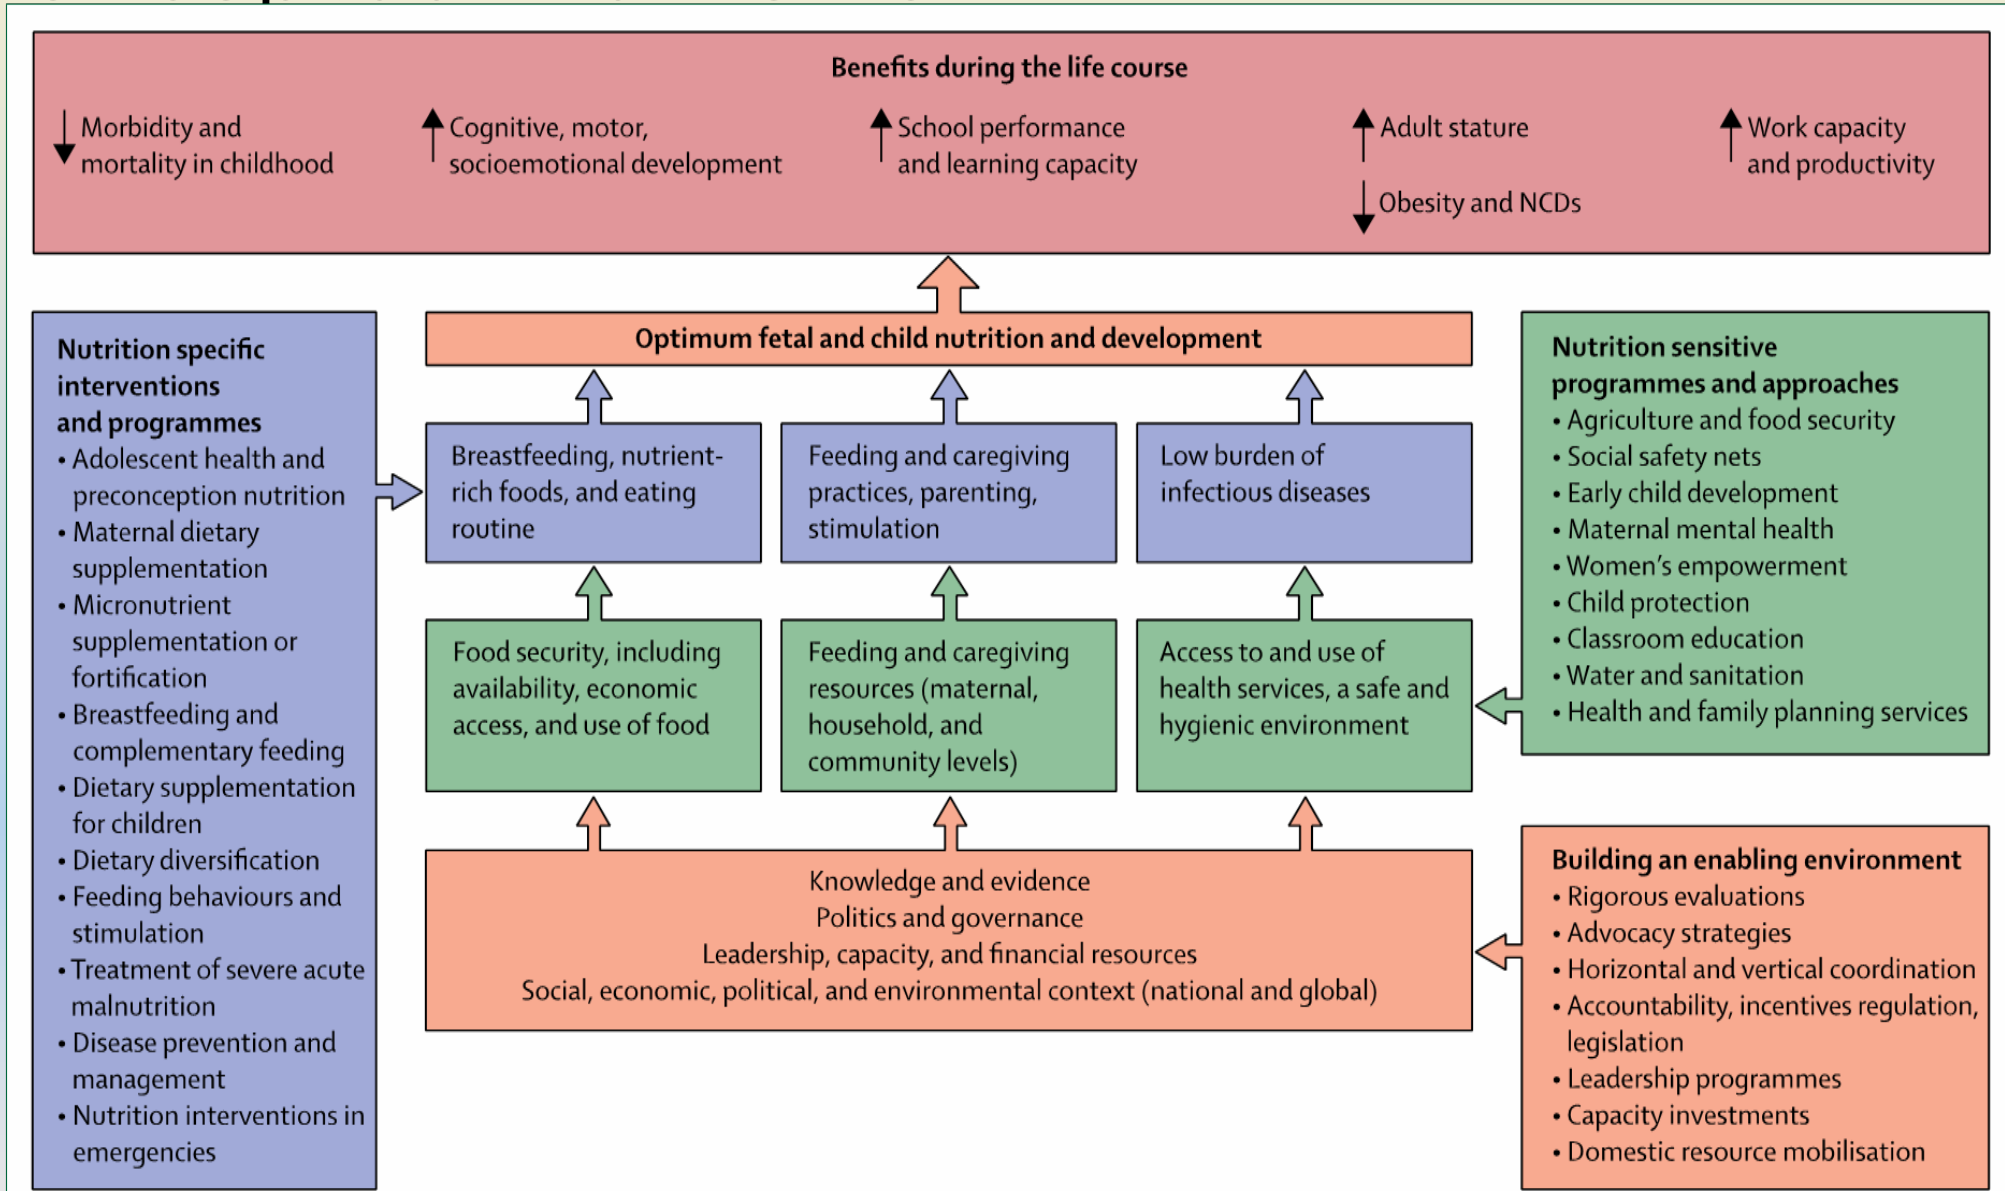 Benefits during the life course
Morbidity and
mortality in childhood
Cognitive, motor,
socioemotional development
School performance
and learning capacity
Adult stature
Obesity and NCDs
Work capacity
and productivity
Nutrition specific
interventions
and programmes
• Adolescent health and
preconception nutrition
• Maternal dietary
supplementation
• Micronutrient
supplementation or
fortification
• Breastfeeding and
complementary feeding
• Dietary supplementation
for children
• Dietary diversification
• Feeding behaviours and
stimulation
• Treatment of severe acute
malnutrition
• Disease prevention and
management
• Nutrition interventions in
emergencies
Optimum fetal and child nutrition and development
Breastfeeding, nutrient-
rich foods, and eating
routine
Feeding and caregiving
practices, parenting,
stimulation
Low burden of
infectious diseases
Food security, including
availability, economic
access, and use of food
Feeding and caregiving
resources (maternal,
household, and
community levels)
Access to and use of
health services, a safe and
hygienic environment
Knowledge and evidence
Politics and governance
Leadership, capacity, and financial resources
Social, economic, political, and environmental context (national and global)
Nutrition sensitive
programmes and approaches
• Agriculture and food security
• Social safety nets
• Early child development
• Maternal mental health
• Women’s empowerment
• Child protection
• Classroom education
• Water and sanitation
• Health and family planning services
Building an enabling environment
• Rigorous evaluations
• Advocacy strategies
• Horizontal and vertical coordination
• Accountability, incentives regulation,
legislation
• Leadership programmes
• Capacity investments
• Domestic resource mobilisation